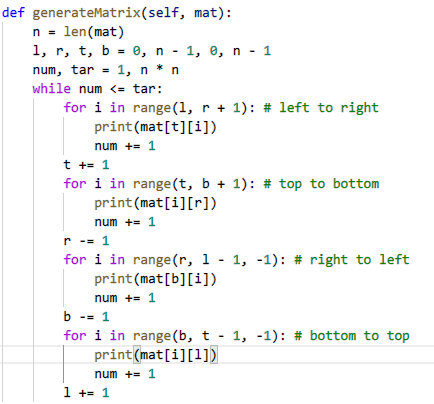 def generateMatrix(self, mat):
    n = len(mat)
    l, r, t, b = 0, n - 1, 0, n - 1
    num, tar = 1, n * n
    while num <= tar:
        for i in range(l, r + 1): # left to right
            print(mat[t][i])
            num += 1
        t += 1
        for i in range(t, b + 1): # top to bottom
            print(mat[i][r])
            num += 1
        r -= 1
        for i in range(r, l - 1, -1): # right to left
            print(mat[b][i])
            num += 1
        b -= 1
        for i in range(b, t - 1, -1): # bottom to top
            print(mat[i][l])
            num += 1
        l += 1